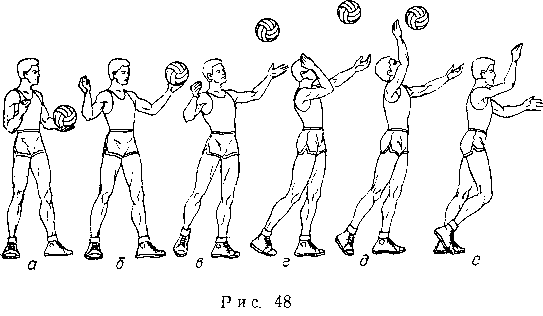 а б в г д е
Рис. 48